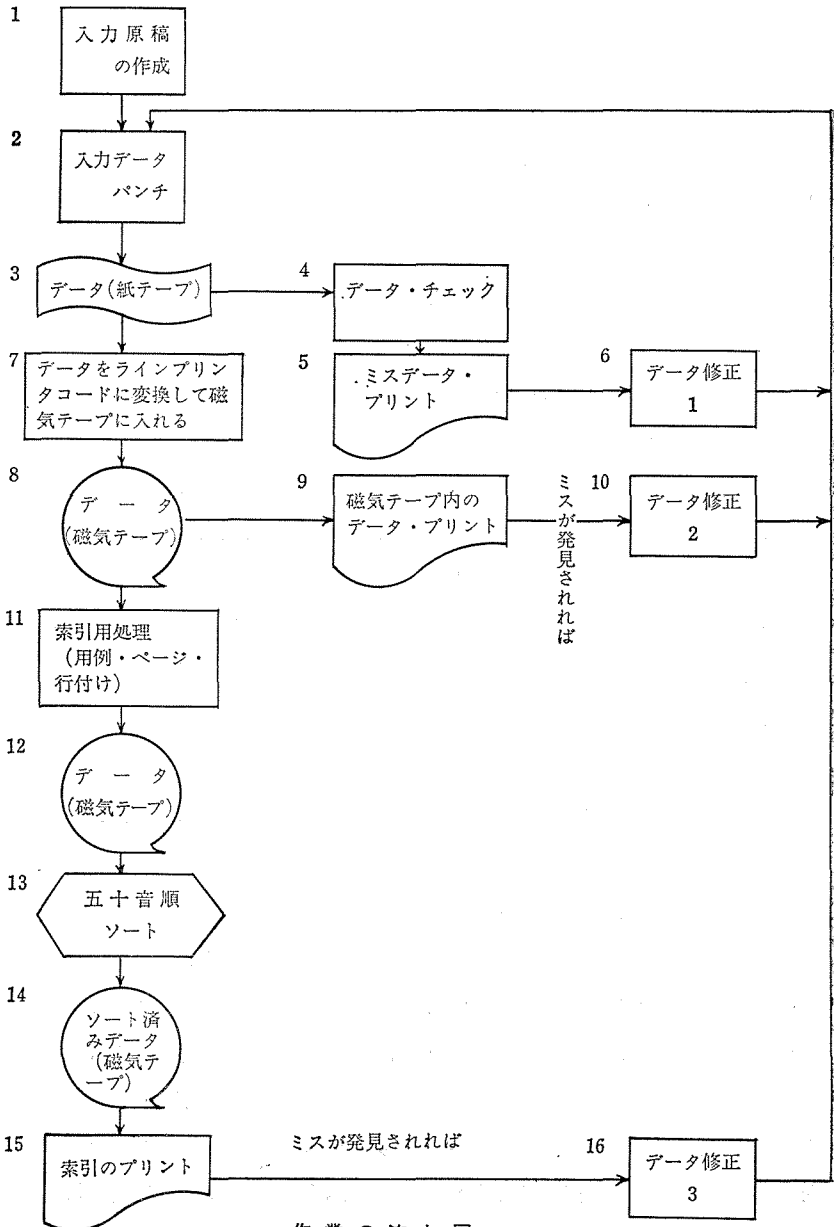 1
入力原稿
の作成
2
入力データ
パンチ
3
データ(紙テープ)
4
データ・チェック
7
データをラインプリン
タコードに変換して磁
気テープに入れる
5
ミスデータ・
プリント
6
データ修正
1
8
データ
(磁気テープ)
9
磁気テープ内の
データ・プリント
ミスが発見されれば
10
データ修正
2
11
索引用処理
(用例・ページ・
行付け)
12
データ
(磁気テープ)
13
五十音順
ソート
14
ソート済
みデータ
(磁気テ
ープ)
15
索引のプリント
ミスが発見されれば
16
データ修正
3